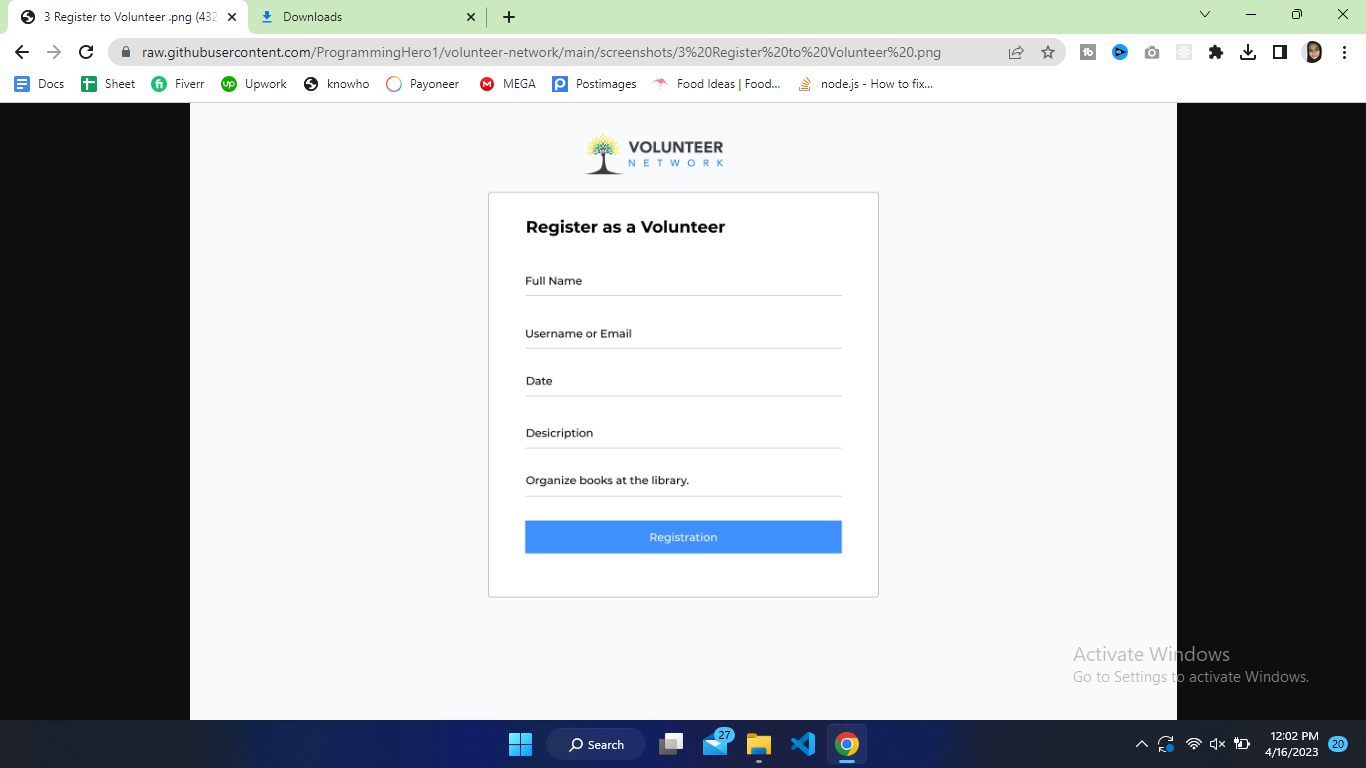 3 Register to Volunteer .png (432
Downloads
raw.githubusercontent.com/ProgrammingHero1/volunteer-network/main/screenshots/3%20Register%20to%20Volunteer%20.png
Docs
Sheet
Fiverr
Upwork
knowho
Payoneer
MEGA
Postimages
Food Ideas | Food...
node.js - How to fix...
VOLUNTEER
NETWORK
Register as a Volunteer
Full Name
Username or Email
Date
Desicription
Organize books at the library.
Registration
Activate Windows
Go to Settings to activate Windows.
Search
27
12:02 PM
4/16/2023
20